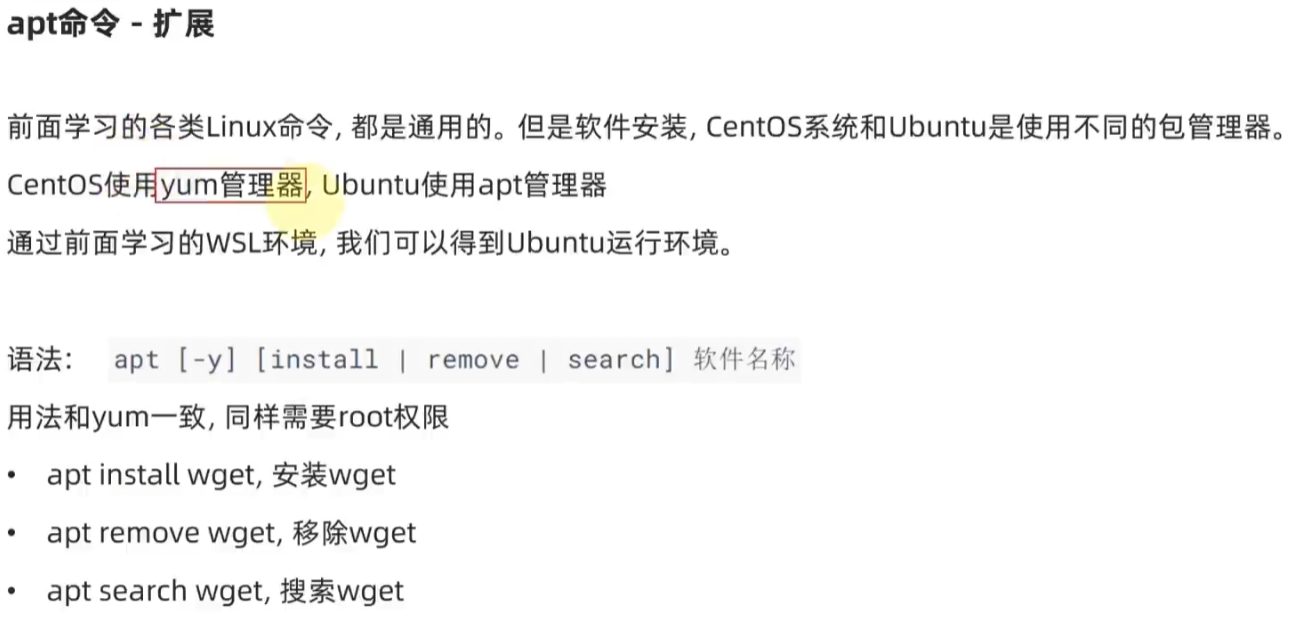 apt命令 - 扩展
前面学习的各类Linux命令, 都是通用的。但是软件安装, CentOS系统和Ubuntu是使用不同的包管理器。
CentOS使用yum管理器, Ubuntu使用apt管理器
通过前面学习的WSL环境, 我们可以得到Ubuntu运行环境。
语法: apt [-y] [install | remove | search] 软件名称
用法和yum一致, 同样需要root权限
• apt install wget, 安装wget
• apt remove wget, 移除wget
• apt search wget, 搜索wget